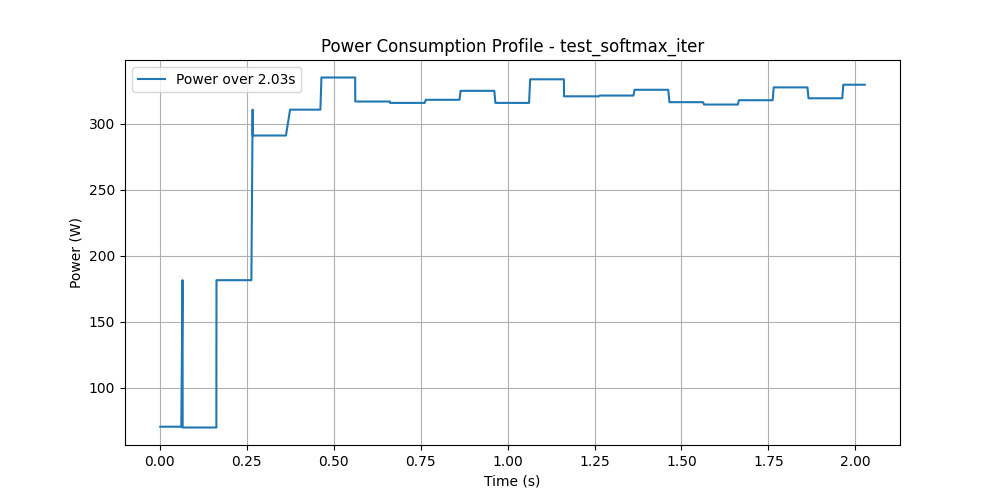 Power Consumption Profile - test_softmax_iter
Power over 2.03s
Power (W)
300
250
200
150
100
0.00 0.25 0.50 0.75 1.00 1.25 1.50 1.75 2.00
Time (s)